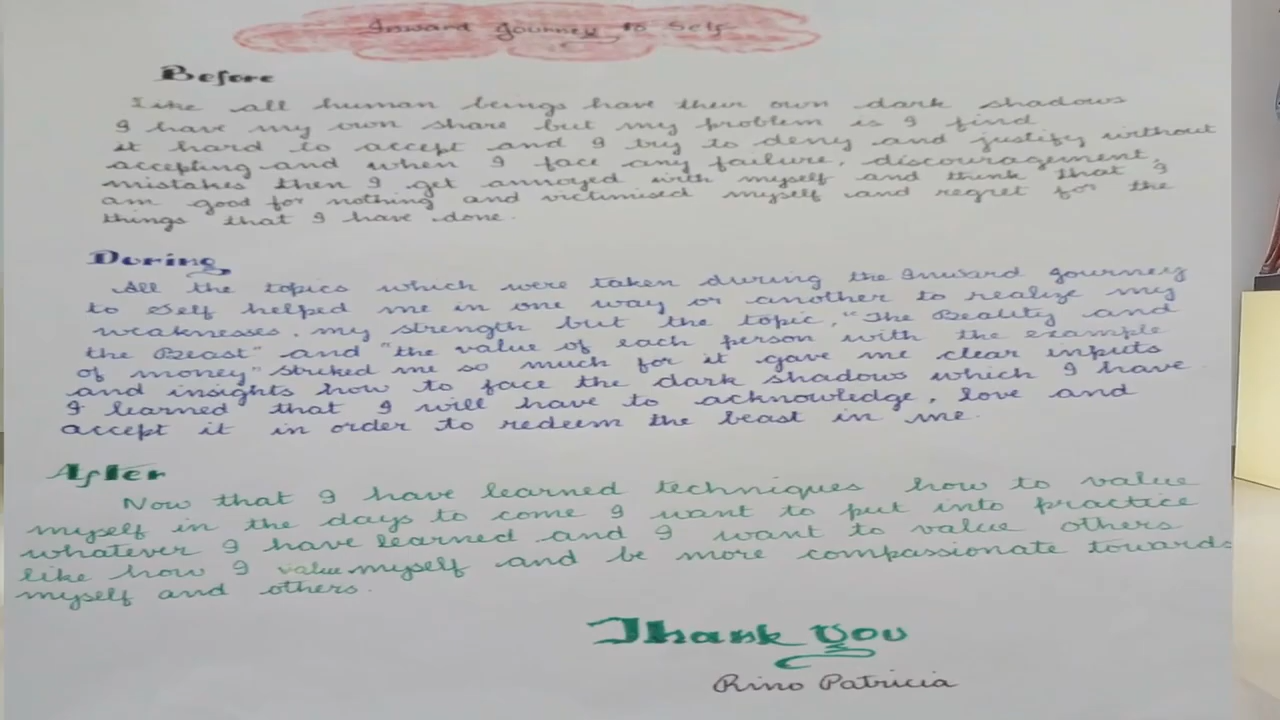 Inward Journey to Self
Before
Like all human beings have their own dark shadows
I have my own share but my problem is I find
it hard to accept and I try to deny and justify without
accepting and when I face any failure, discouragement,
mistakes then I get annoyed with myself and think that I
am good for nothing and victimised myself and regret for the
things that I have done.
During
All the topics which were taken during the Inward Journey
to Self helped me in one way or another to realize my
weaknesses, my strength but the topic, "The Beality and
the Beast" and "the value of each person with the example
of money" striked me so much for it gave me clear inputs
and insights how to face the dark shadows which I have
I learned that I will have to acknowledge, love and
accept it in order to redeem the beast in me.
After
Now that I have learned techniques how to value
myself in the days to come I want to put into practice
whatever I have learned and I want to value others
like how I value myself and be more compassionate towards
myself and others.
Thank You
Rino Patricia